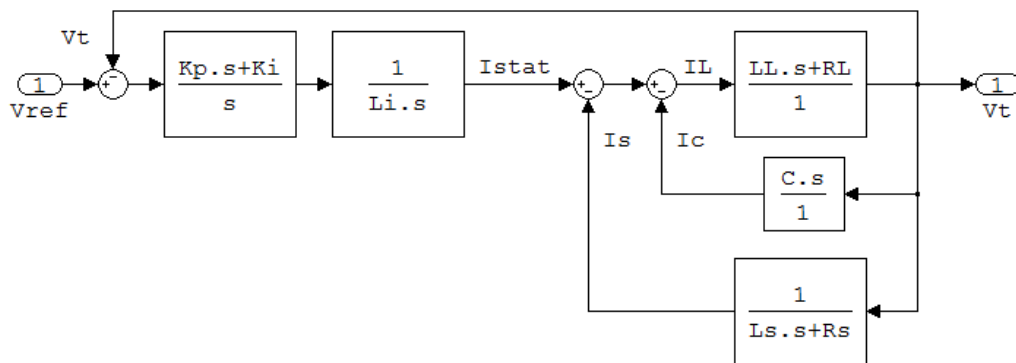 Vt
1
Vref
+
-
Kp.s+Ki
s
1
Li.s
Istat
+
-
Is
+
-
IL
Ic
LL.s+RL
1
1
Vt
C.s
1
1
Ls.s+Rs